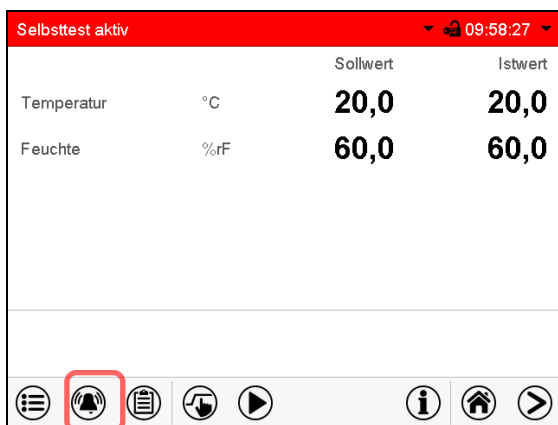 Selbsttest aktiv 09:58:27
Sollwert Istwert
Temperatur °C 20,0 20,0
Feuchte %rF 60,0 60,0